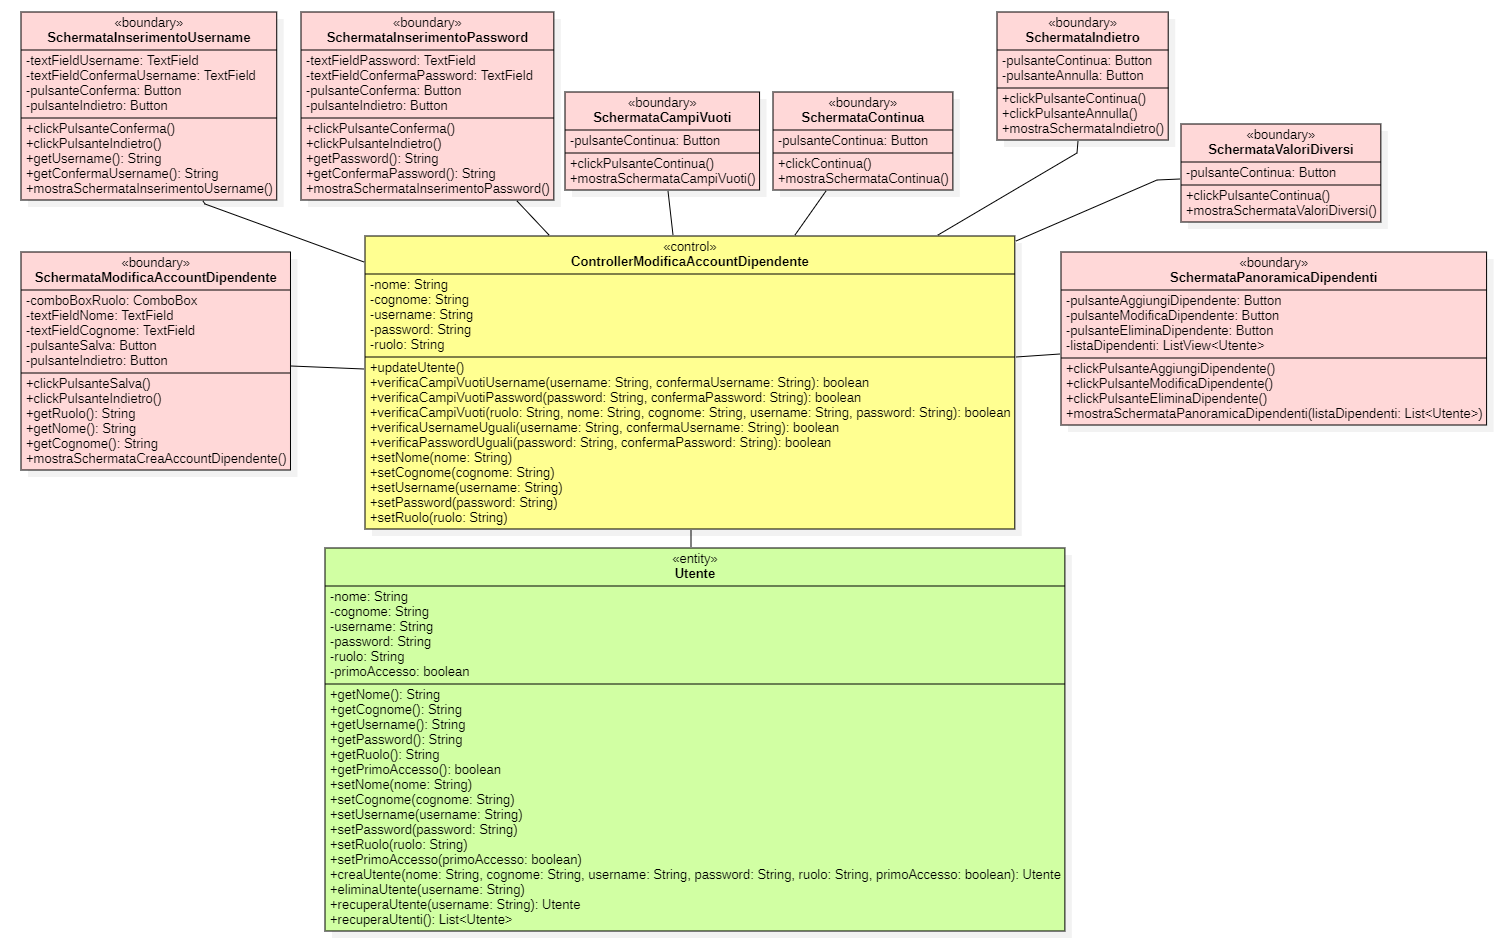 «boundary»
SchermataInserimentoUsername
-textFieldUsername: TextField
-textFieldConfermaUsername: TextField
-pulsanteConferma: Button
-pulsanteIndietro: Button
+clickPulsanteConferma()
+clickPulsanteIndietro()
+getUsername(): String
+getConfermaUsername(): String
+mostraSchermataInserimentoUsername()
«boundary»
SchermataInserimentoPassword
-textFieldPassword: TextField
-textFieldConfermaPassword: TextField
-pulsanteConferma: Button
-pulsanteIndietro: Button
+clickPulsanteConferma()
+clickPulsanteIndietro()
+getPassword(): String
+getConfermaPassword(): String
+mostraSchermataInserimentoPassword()
«boundary»
SchermataCampiVuoti
-pulsanteContinua: Button
+clickPulsanteContinua()
+mostraSchermataCampiVuoti()
«boundary»
SchermataContinua
-pulsanteContinua: Button
+clickContinua()
+mostraSchermataContinua()
«boundary»
SchermataIndietro
-pulsanteContinua: Button
-pulsanteAnnulla: Button
+clickPulsanteContinua()
+clickPulsanteAnnulla()
+mostraSchermataIndietro()
«boundary»
SchermataValoriDiversi
-pulsanteContinua: Button
+clickPulsanteContinua()
+mostraSchermataValoriDiversi()
«boundary»
SchermataModificaAccountDipendente
-comboBoxRuolo: ComboBox
-textFieldNome: TextField
-textFieldCognome: TextField
-pulsanteSalva: Button
-pulsanteIndietro: Button
+clickPulsanteSalva()
+clickPulsanteIndietro()
+getRuolo(): String
+getNome(): String
+getCognome(): String
+mostraSchermataCreaAccountDipendente()
«control»
ControllerModificaAccountDipendente
-nome: String
-cognome: String
-username: String
-password: String
-ruolo: String
+updateUtente()
+verificaCampiVuotiUsername(username: String, confermaUsername: String): boolean
+verificaCampiVuotiPassword(password: String, confermaPassword: String): boolean
+verificaCampiVuoti(ruolo: String, nome: String, cognome: String, username: String, password: String): boolean
+verificaUsernameUguali(username: String, confermaUsername: String): boolean
+verificaPasswordUguali(password: String, confermaPassword: String): boolean
+setNome(nome: String)
+setCognome(cognome: String)
+setUsername(username: String)
+setPassword(password: String)
+setRuolo(ruolo: String)
«boundary»
SchermataPanoramicaDipendenti
-pulsanteAggiungiDipendente: Button
-pulsanteModificaDipendente: Button
-pulsanteEliminaDipendente: Button
-listaDipendenti: ListView<Utente>
+clickPulsanteAggiungiDipendente()
+clickPulsanteModificaDipendente()
+clickPulsanteEliminaDipendente()
+mostraSchermataPanoramicaDipendenti(listaDipendenti: List<Utente>)
«entity»
Utente
-nome: String
-cognome: String
-username: String
-password: String
-ruolo: String
-primoAccesso: boolean
+getNome(): String
+getCognome(): String
+getUsername(): String
+getPassword(): String
+getRuolo(): String
+getPrimoAccesso(): boolean
+setNome(nome: String)
+setCognome(cognome: String)
+setUsername(username: String)
+setPassword(password: String)
+setRuolo(ruolo: String)
+setPrimoAccesso(primoAccesso: boolean)
+creaUtente(nome: String, cognome: String, username: String, password: String, ruolo: String, primoAccesso: boolean): Utente
+eliminaUtente(username: String)
+recuperaUtente(username: String): Utente
+recuperaUtenti(): List<Utente>